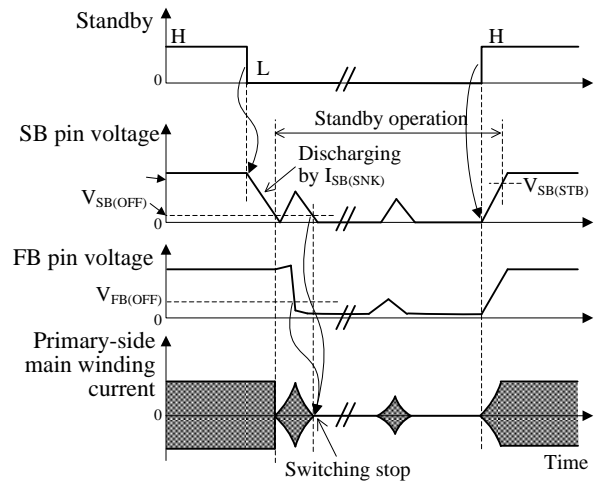 Standby
H
H
L
0
Standby operation
SB pin voltage
Discharging
by I_SB(SNK)
V_SB(STB)
V_SB(OFF)
0
FB pin voltage
V_FB(OFF)
0
Primary-side
main winding
current
0
Time
Switching stop